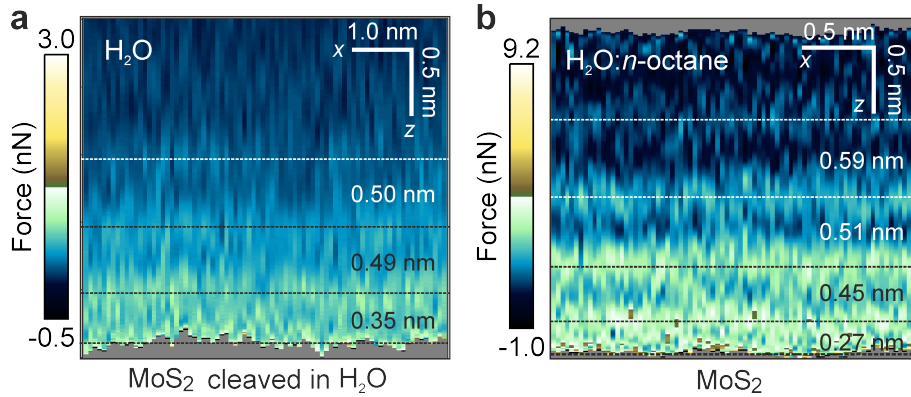 a
3.0
Force (nN)
-0.5
H₂O
1.0 nm
x
0.5 nm
z
0.50 nm
0.49 nm
0.35 nm
MoS₂ cleaved in H₂O
b
9.2
Force (nN)
-1.0
H₂O:n-octane
0.5 nm
x
0.5 nm
z
0.59 nm
0.51 nm
0.45 nm
0.27 nm
MoS₂